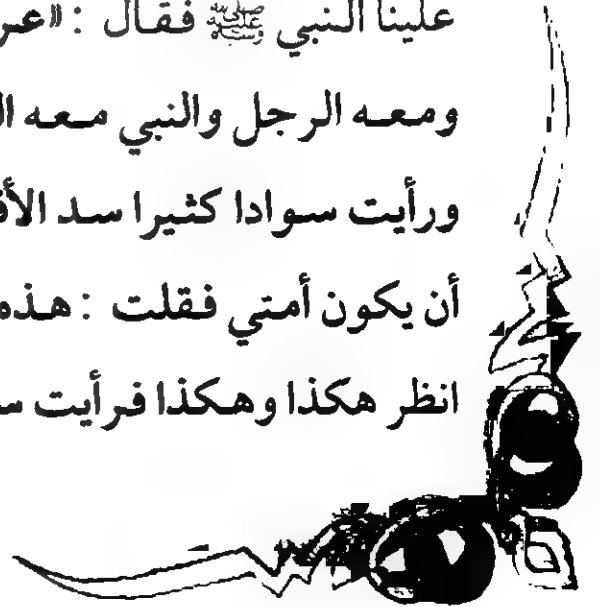 علينا النبي ﷺ فقال : «عر
ومعه الرجل والنبي معه ال
ورأيت سوادا كثيرا سد الأف
أن يكون أمتي فقلت : هذه
انظر هكذا وهكذا فرأيت س